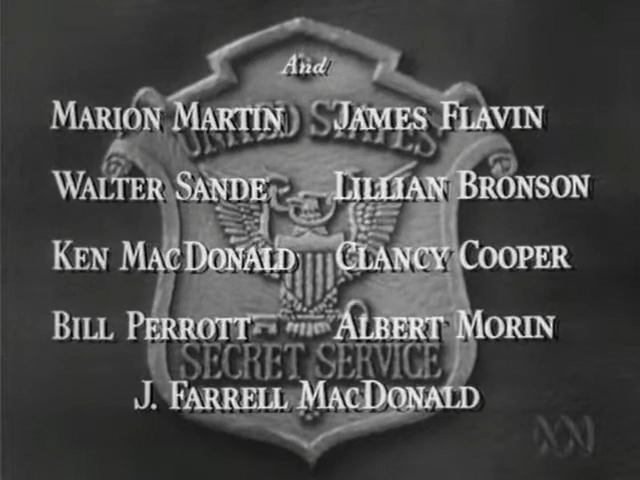 And
MARION MARTIN JAMES FLAVIN
UNITED STATES
WALTER SANDE LILLIAN BRONSON
KEN MACDONALD CLANCY COOPER
BILL PERROTT ALBERT MORIN
SECRET SERVICE
J. FARRELL MACDONALD